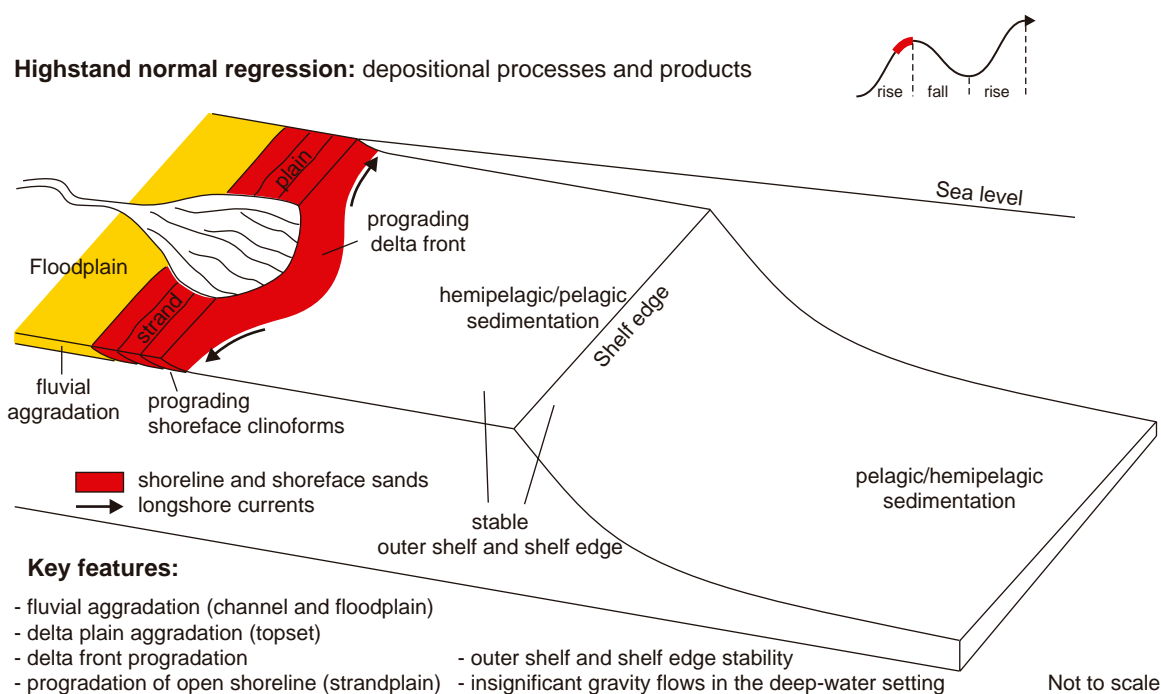 Highstand normal regression: depositional processes and products
rise
fall
rise
Sea level
plain
prograding
delta front
Floodplain
strand
hemipelagic/pelagic
sedimentation
Shelf edge
fluvial
aggradation
prograding
shoreface clinoforms
shoreline and shoreface sands
longshore currents
stable
outer shelf and shelf edge
pelagic/hemipelagic
sedimentation
Key features:
- fluvial aggradation (channel and floodplain)
- delta plain aggradation (topset)
- delta front progradation
- progradation of open shoreline (strandplain)
- outer shelf and shelf edge stability
- insignificant gravity flows in the deep-water setting
Not to scale